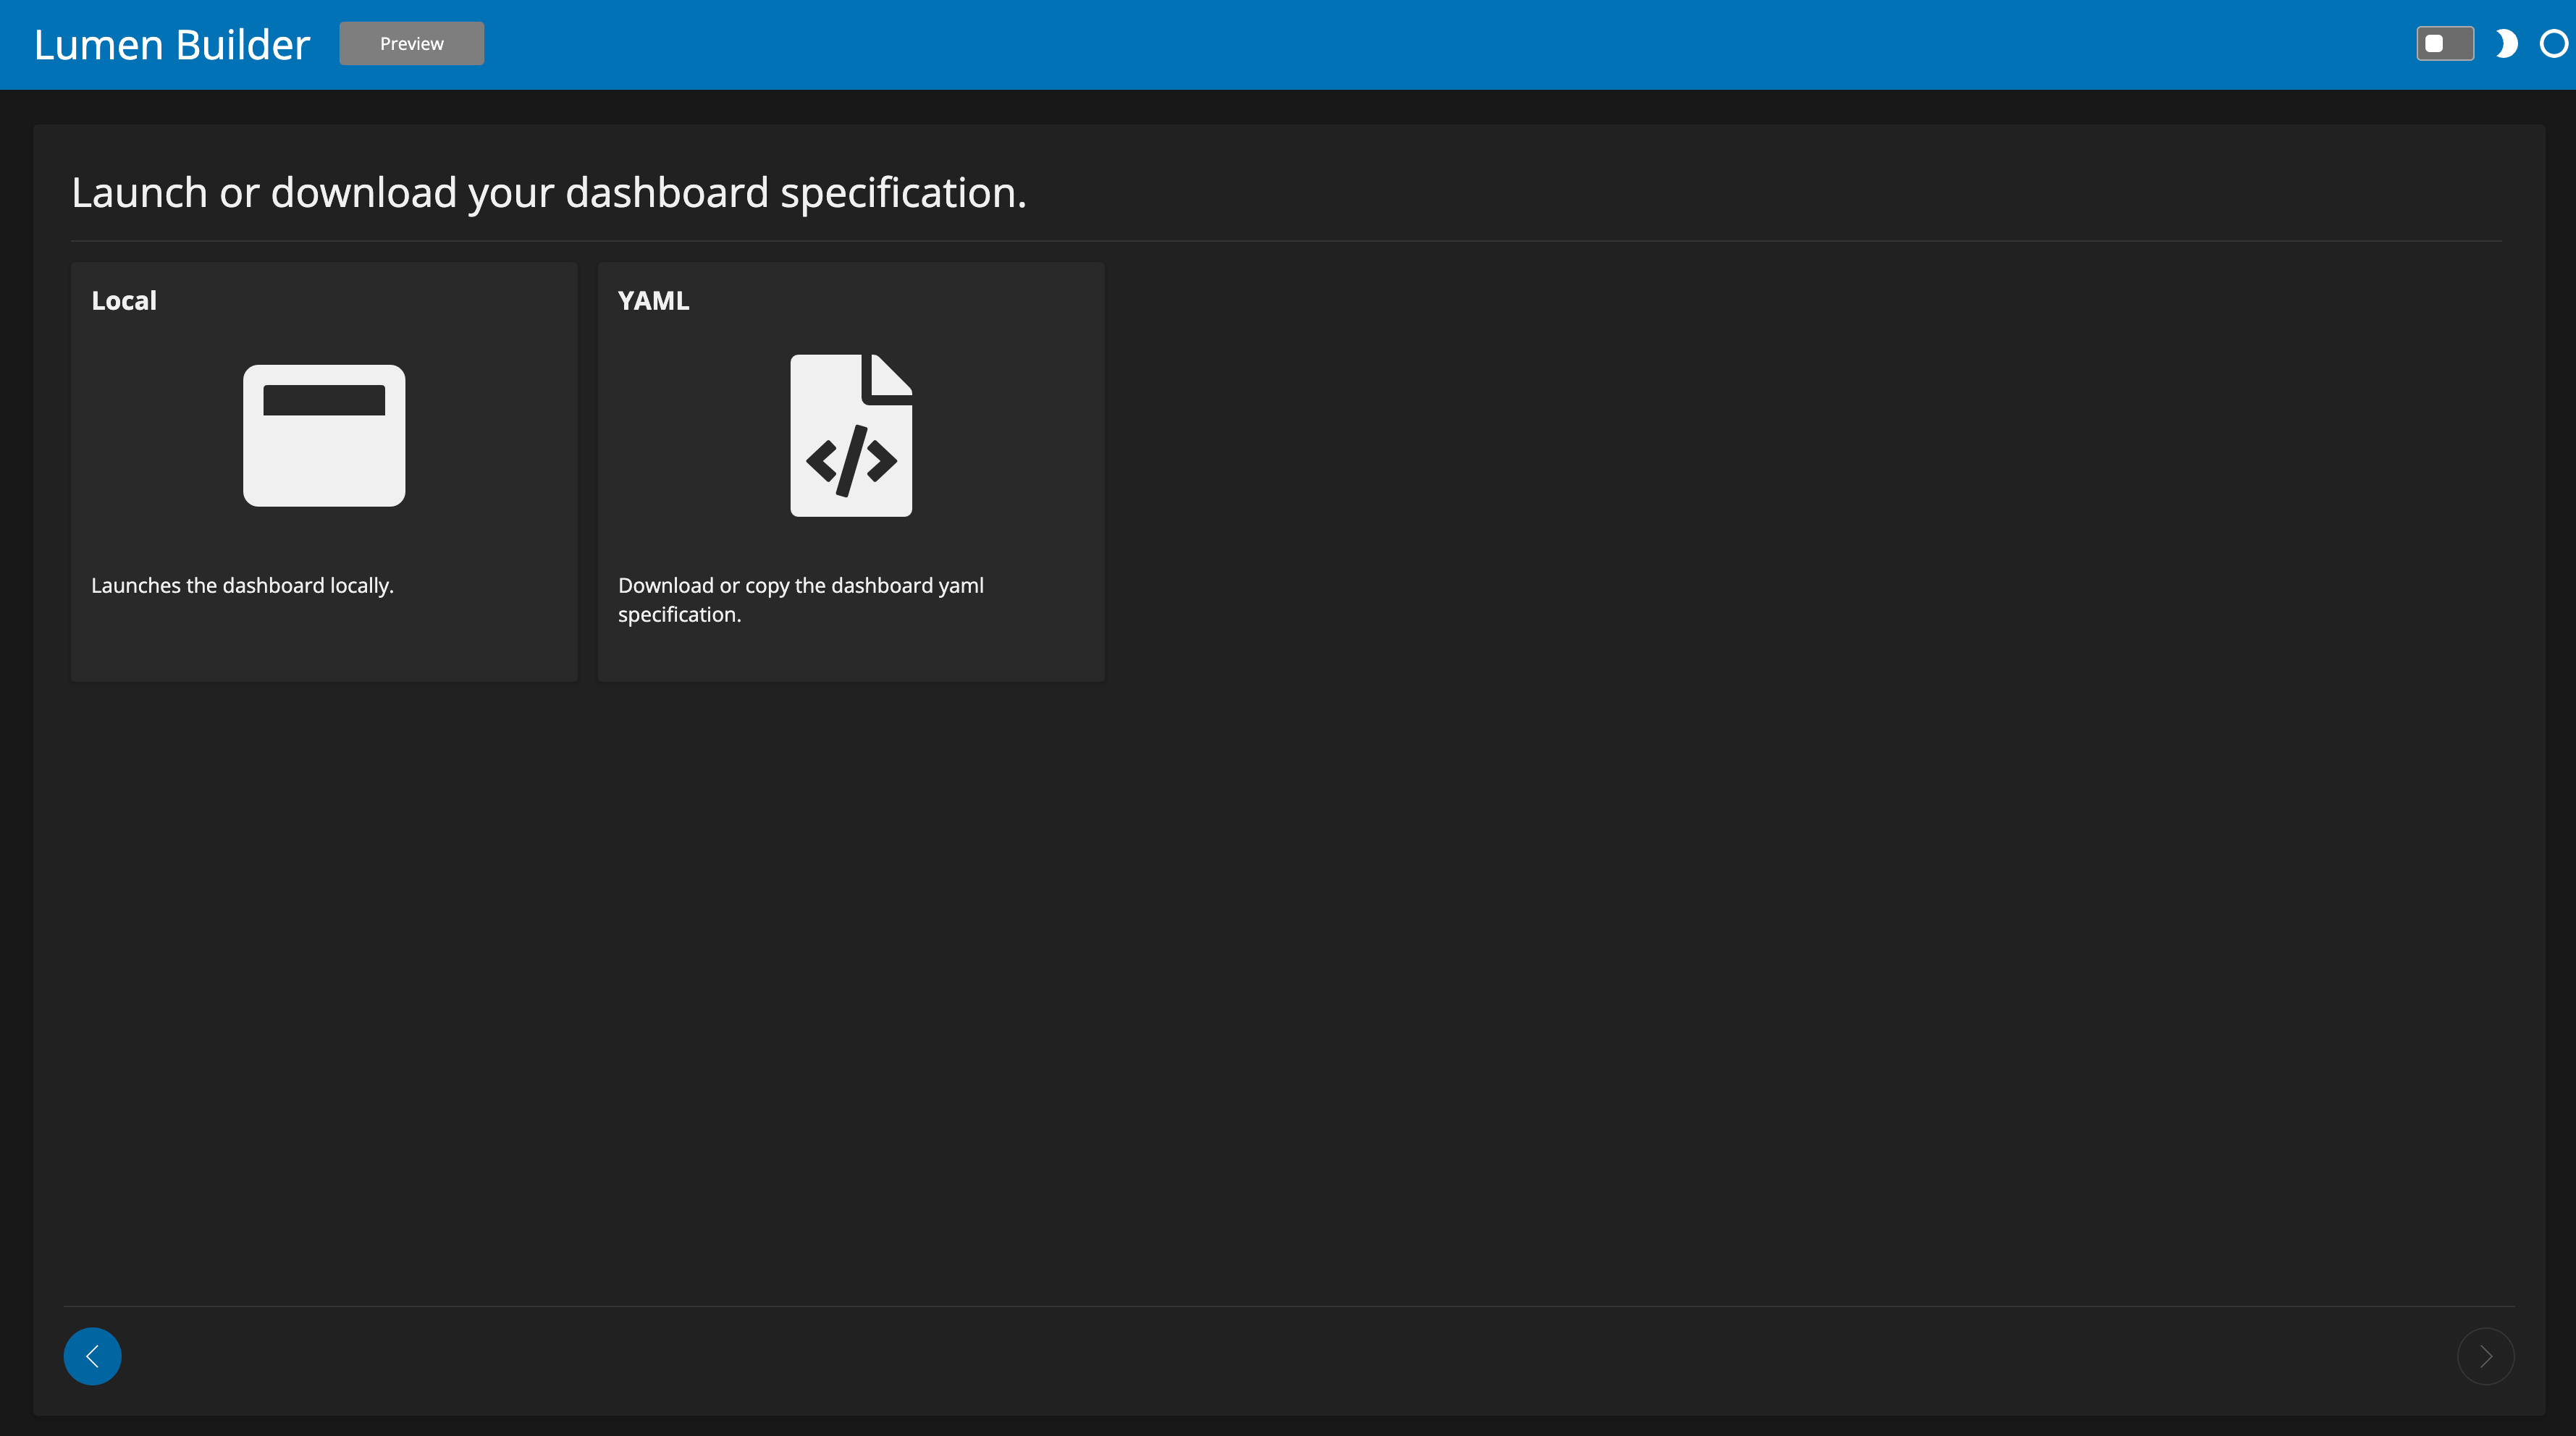 Lumen Builder
Preview
Launch or download your dashboard specification.
Local
Launches the dashboard locally.
YAML
</>
Download or copy the dashboard yaml
specification.